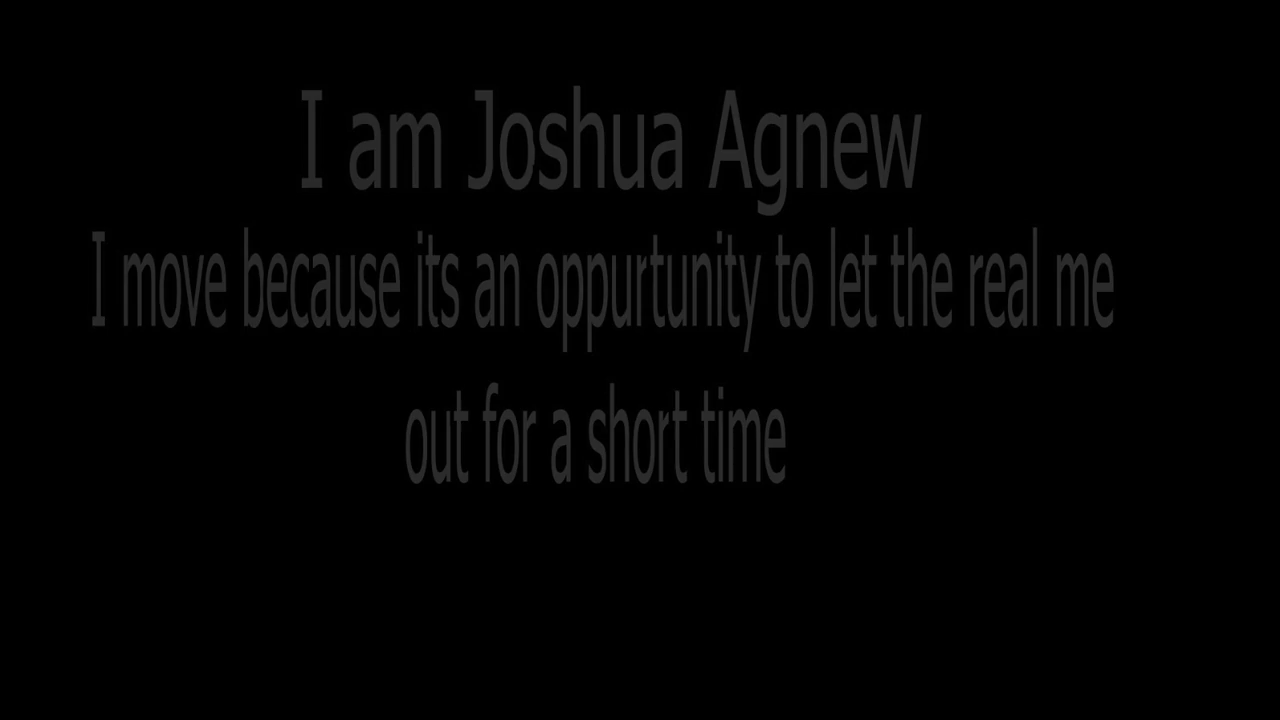 I am Joshua Agnew
I move because its an oppurtunity to let the real me
out for a short time